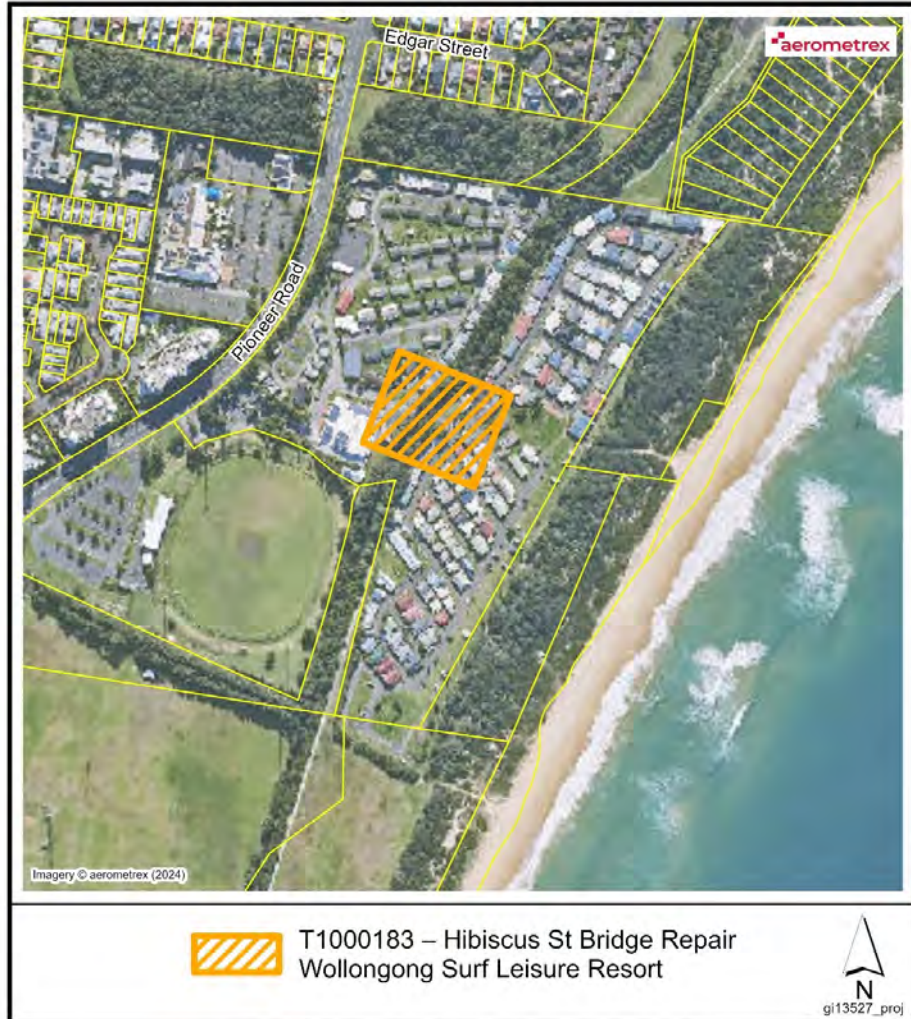 Edgar Street
aerometrex
Pioneer Road
Imagery © aerometrex (2024)
T1000183 – Hibiscus St Bridge Repair
Wollongong Surf Leisure Resort
N
gi13527_proj